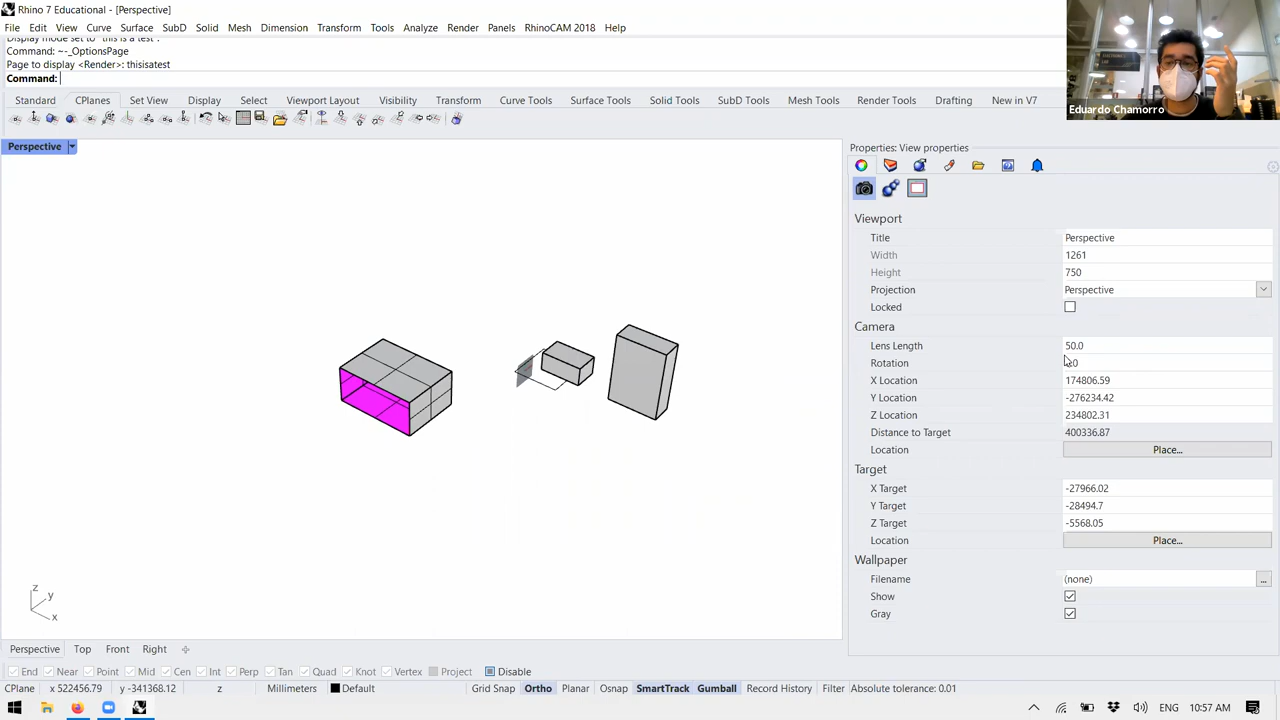 Rhino 7 Educational - [Perspective]
File Edit View Curve Surface SubD Solid Mesh Dimension Transform Tools Analyze Render Panels RhinoCAM 2018 Help
Display mode set to "this is a test".
Command: ~-_OptionsPage
Page to display <Render>: thisisatest
Command:
Standard CPlanes Set View Display Select Viewport Layout Visibility Transform Curve Tools Surface Tools Solid Tools SubD Tools Mesh Tools Render Tools Drafting New in V7
Eduardo Chamorro
Perspective
Properties: View properties
Viewport
Title Perspective
Width 1261
Height 750
Projection Perspective
Locked
Camera
Lens Length 50.0
Rotation
X Location 174806.59
Y Location -276234.42
Z Location 234802.31
Distance to Target 400336.87
Location Place...
Target
X Target -27966.02
Y Target -28494.7
Z Target -5568.05
Location Place...
Wallpaper
Filename (none) ...
Show
Gray
z
y
x
Perspective Top Front Right
End Near Point Mid Cen Int Perp Tan Quad Knot Vertex Project Disable
CPlane x 522456.79 y -341368.12 z Millimeters Default Grid Snap Ortho Planar Osnap SmartTrack Gumball Record History Filter Absolute tolerance: 0.01
ENG 10:57 AM